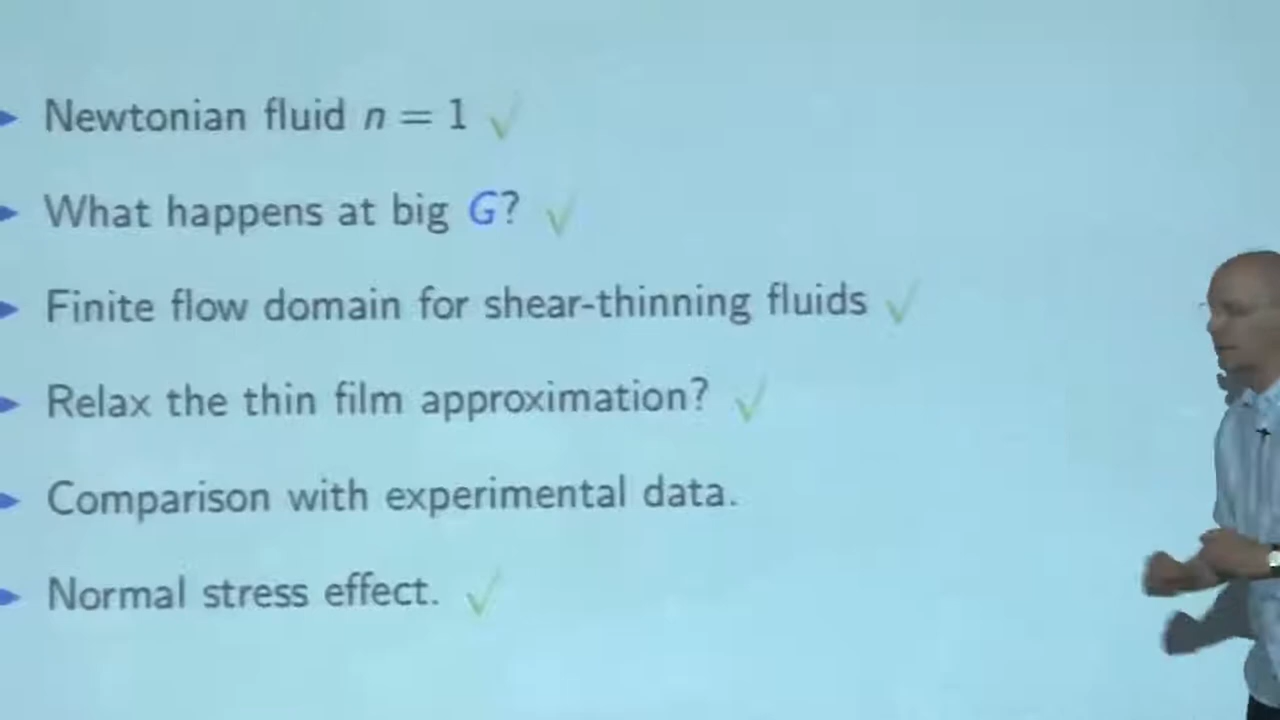 Newtonian fluid n = 1 ✓
What happens at big G? ✓
Finite flow domain for shear-thinning fluids ✓
Relax the thin film approximation? ✓
Comparison with experimental data.
Normal stress effect. ✓